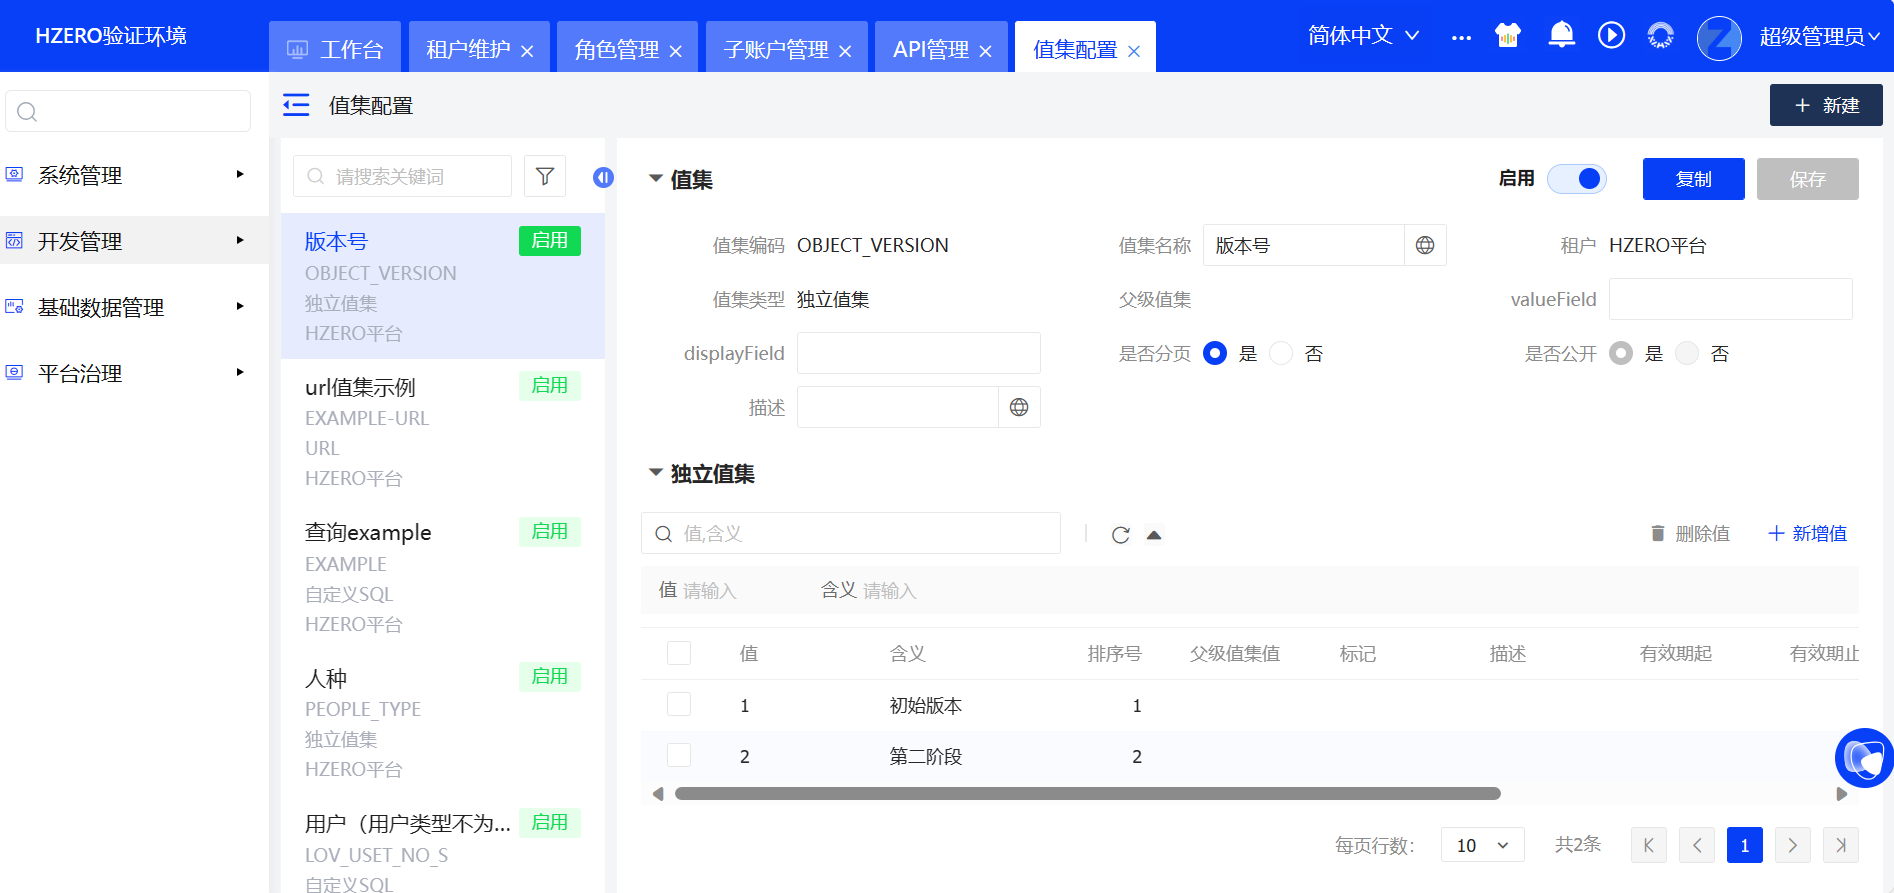 HZERO验证环境
工作台
租户维护
角色管理
子账户管理
API管理
值集配置
简体中文
超级管理员
系统管理
开发管理
基础数据管理
平台治理
值集配置
新建
请搜索关键词
版本号
启用
OBJECT_VERSION
独立值集
HZERO平台
url值集示例
启用
EXAMPLE-URL
URL
HZERO平台
查询example
启用
EXAMPLE
自定义SQL
HZERO平台
人种
启用
PEOPLE_TYPE
独立值集
HZERO平台
用户（用户类型不为...
启用
LOV_USET_NO_S
自定义SQL
值集
启用
复制
保存
值集编码 OBJECT_VERSION
值集名称 版本号
租户 HZERO平台
值集类型 独立值集
父级值集
valueField
displayField
是否分页 是 否
是否公开 是 否
描述
独立值集
值,含义
删除值
新增值
值 请输入
含义 请输入
值 含义 排序号 父级值集值 标记 描述 有效期起 有效期止
1 初始版本 1
2 第二阶段 2
每页行数: 10 共2条 1